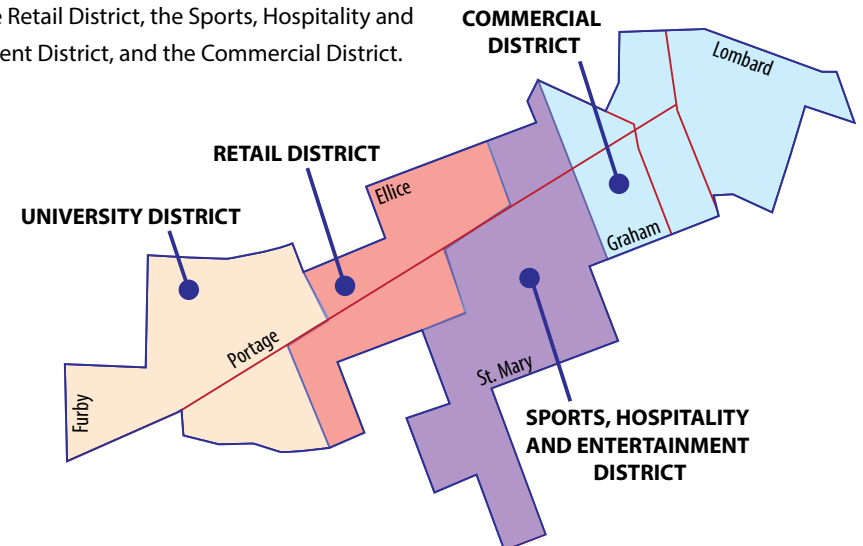 Retail District, the Sports, Hospitality and
ent District, and the Commercial District.
COMMERCIAL
DISTRICT
Lombard
RETAIL DISTRICT
Ellice
UNIVERSITY DISTRICT
Graham
Portage
St. Mary
Furby
SPORTS, HOSPITALITY
AND ENTERTAINMENT
DISTRICT